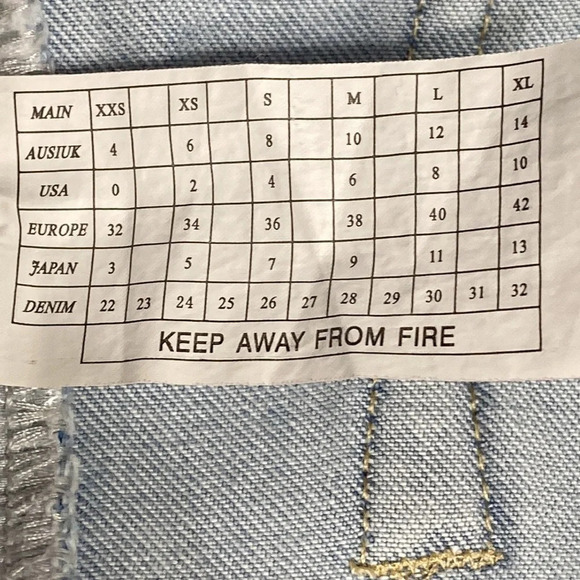 MAIN XXS XS S M L XL
AUSIUK 4 6 8 10 12 14
USA 0 2 4 6 8 10
EUROPE 32 34 36 38 40 42
JAPAN 3 5 7 9 11 13
DENIM 22 23 24 25 26 27 28 29 30 31 32
KEEP AWAY FROM FIRE